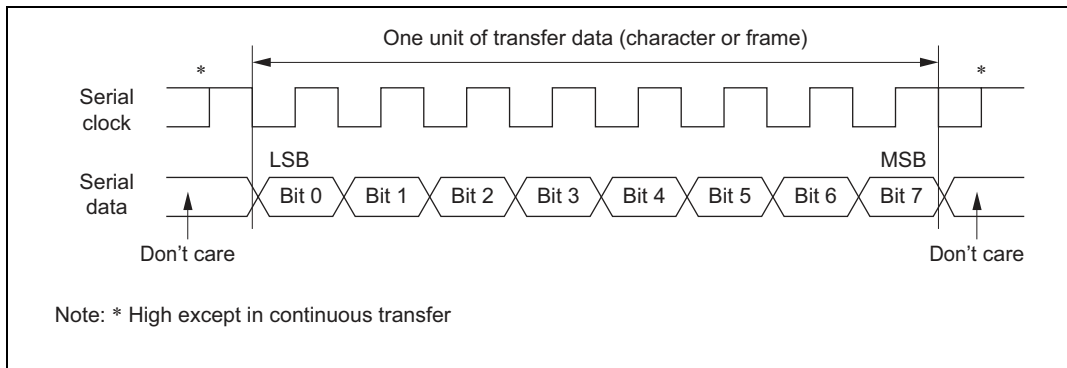 One unit of transfer data (character or frame)
* *
Serial
clock
LSB MSB
Serial
data
Bit 0 Bit 1 Bit 2 Bit 3 Bit 4 Bit 5 Bit 6 Bit 7
Don’t care Don’t care
Note: * High except in continuous transfer